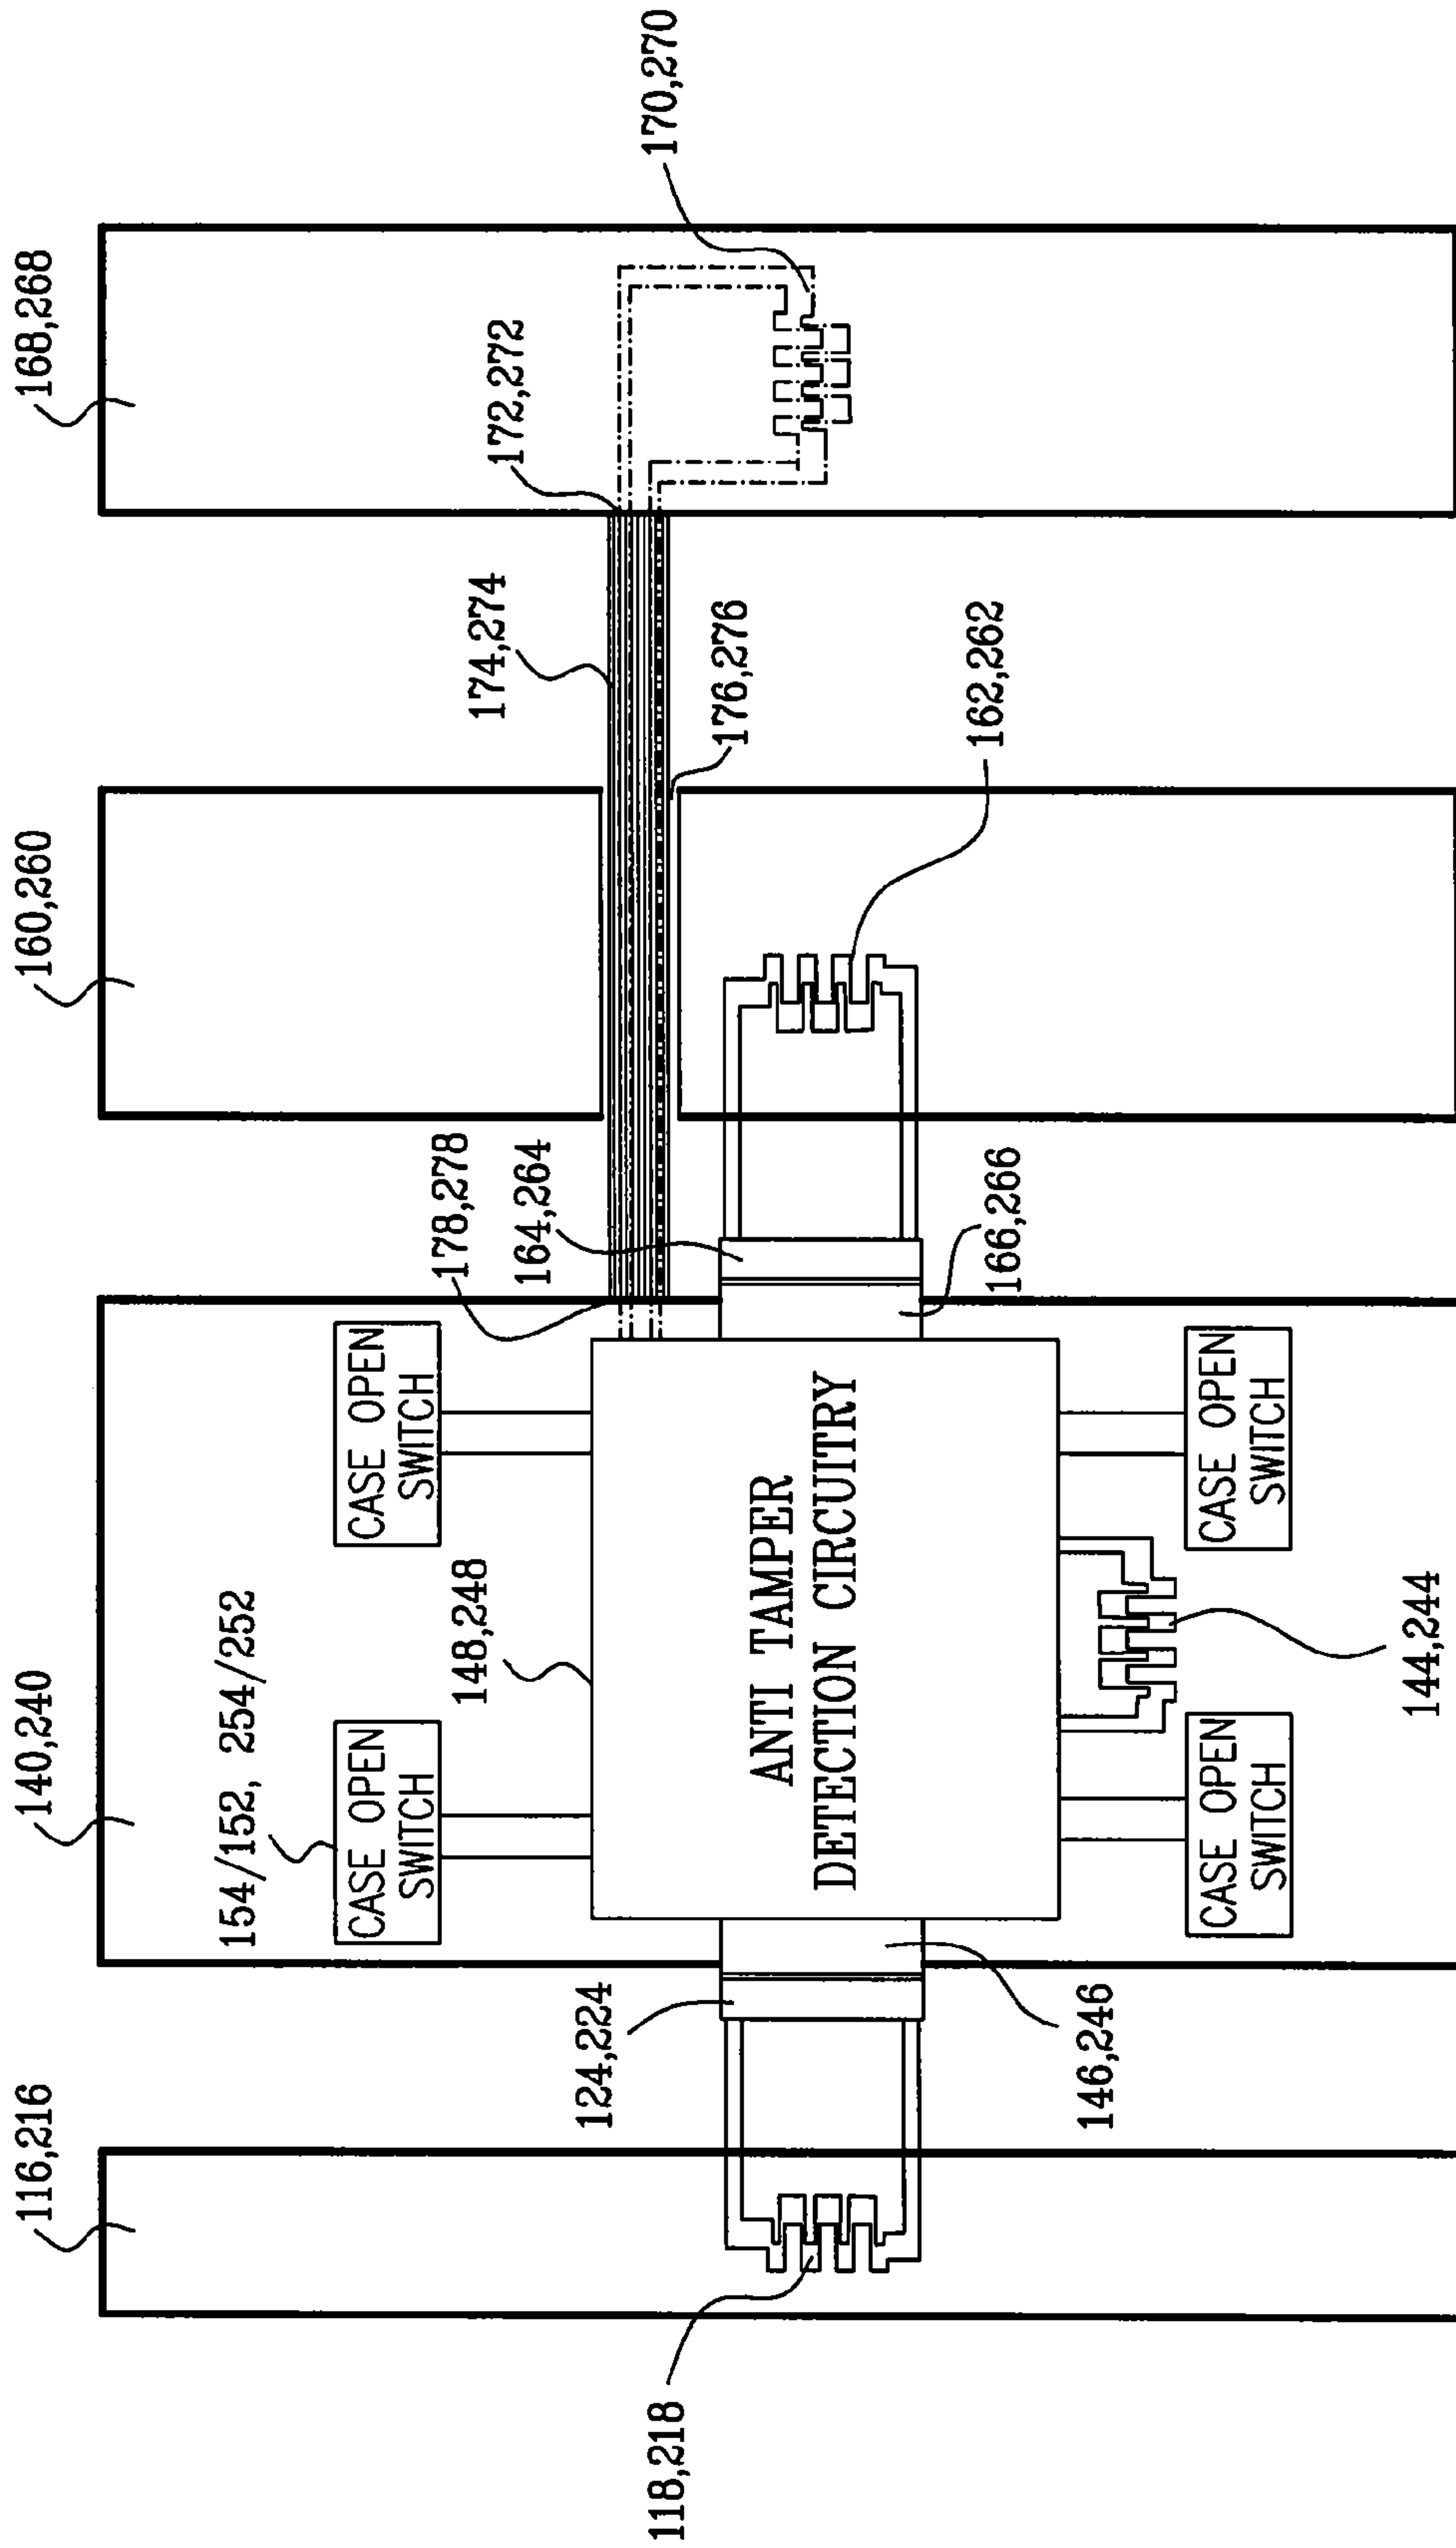 116,216
140,240
160,260
168,268
154/152, 254/252
CASE OPEN
SWITCH
CASE OPEN
SWITCH
148,248
178,278
174,274
172,272
164,264
124,224
170,270
118,218
ANTI TAMPER
DETECTION CIRCUITRY
176,276
146,246
166,266
162,262
CASE OPEN
SWITCH
CASE OPEN
SWITCH
144,244